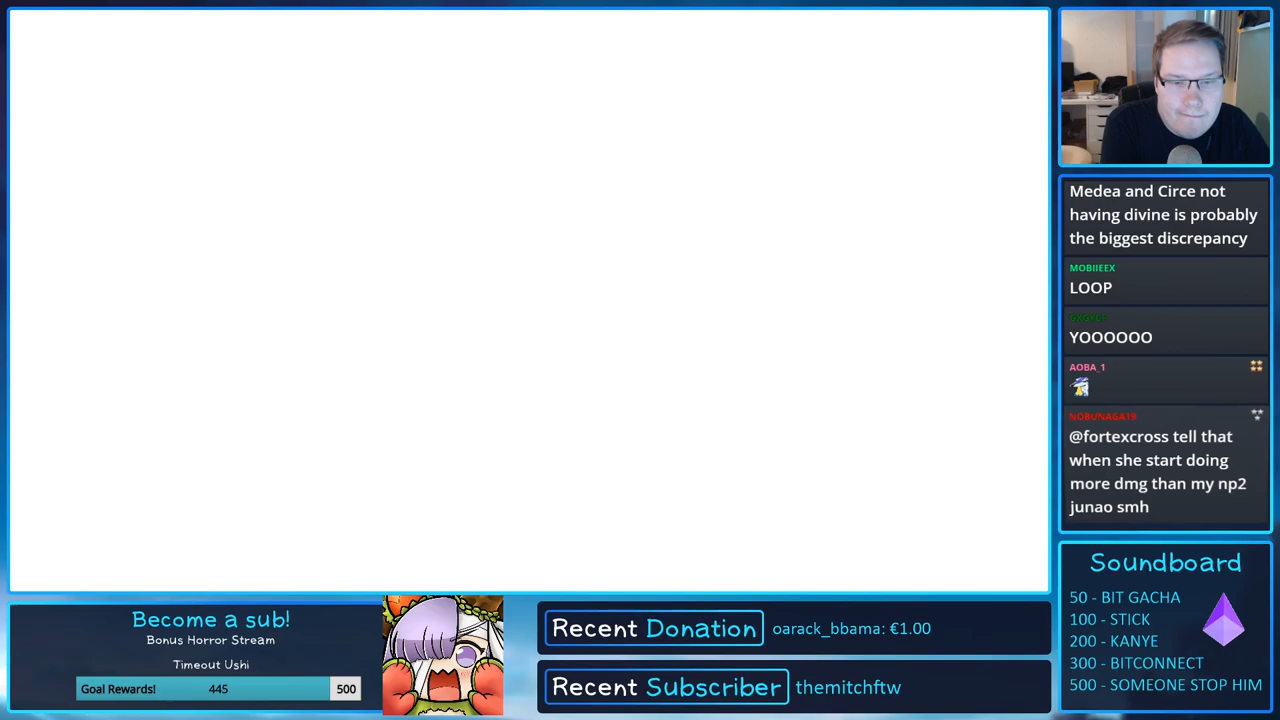 Medea and Circe not
having divine is probably
the biggest discrepancy
MOBIIEEX
LOOP
YOOOOOO
AOBA_1
NOBUNAGA19
@fortexcross tell that
when she start doing
more dmg than my np2
junao smh
Soundboard
50 - BIT GACHA
100 - STICK
200 - KANYE
300 - BITCONNECT
500 - SOMEONE STOP HIM
Become a sub!
Bonus Horror Stream
Timeout Ushi
Goal Rewards! 445 500
Recent Donation oarack_bbama: €1.00
Recent Subscriber themitchftw